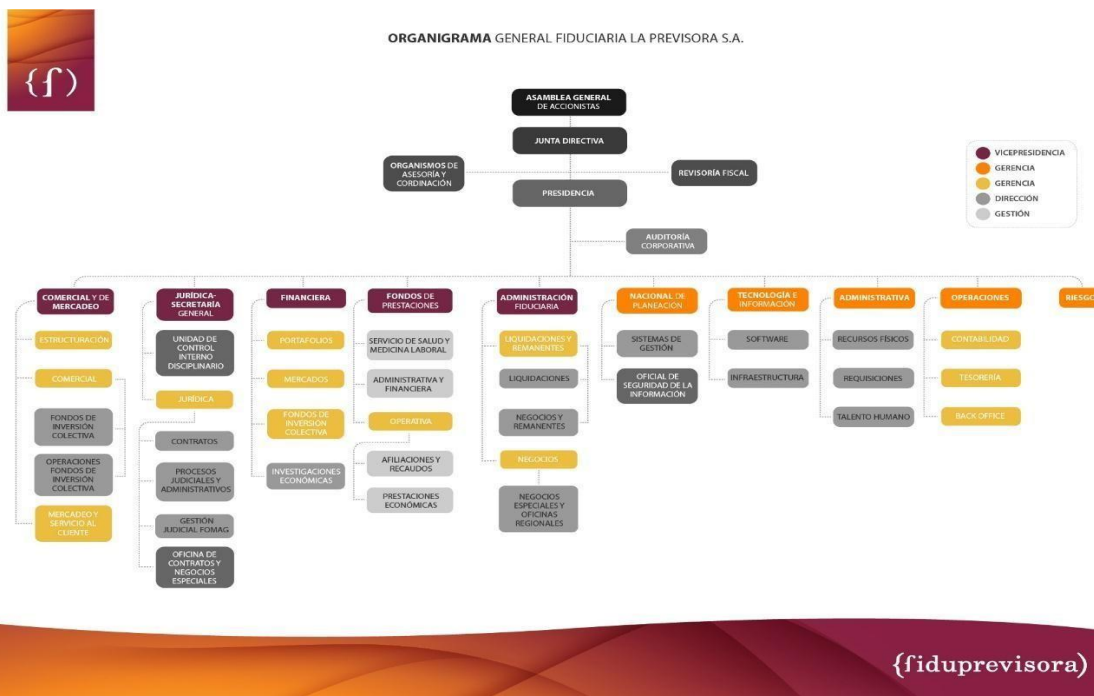 ORGANIGRAMA GENERAL FIDUCIARIA LA PREVISORA S.A.
{f)
ASAMBLEA GENERAL
DE ACCIONISTAS
JUNTA DIRECTIVA
ORGANISMOS DE
ASESORÍA Y
CORDINACIÓN
REVISORÍA FISCAL
PRESIDENCIA
AUDITORÍA
CORPORATIVA
VICEPRESIDENCIA
GERENCIA
GERENCIA
DIRECCIÓN
GESTIÓN
COMERCIAL Y DE
MERCADEO
ESTRUCTURACIÓN
COMERCIAL
FONDOS DE
INVERSIÓN
COLECTIVA
OPERACIONES
FONDOS DE
INVERSIÓN
COLECTIVA
MERCADEO Y
SERVICIO AL
CLIENTE
JURÍDICA-
SECRETARÍA
GENERAL
UNIDAD DE
CONTROL
INTERNO
DISCIPLINARIO
JURÍDICA
CONTRATOS
PROCESOS
JUDICIALES Y
ADMINISTRATIVOS
GESTIÓN
JUDICIAL FOMAG
OFICINA DE
CONTRATOS Y
NEGOCIOS
ESPECIALES
FINANCIERA
PORTAFOLIOS
MERCADOS
FONDOS DE
INVERSIÓN
COLECTIVA
INVESTIGACIONES
ECONÓMICAS
FONDOS DE
PRESTACIONES
SERVICIO DE SALUD Y
MEDICINA LABORAL
ADMINISTRATIVA Y
FINANCIERA
OPERATIVA
AFILIACIONES Y
RECAUDOS
PRESTACIONES
ECONÓMICAS
ADMINISTRACIÓN
FIDUCIARIA
LIQUIDACIONES Y
REMANENTES
LIQUIDACIONES
NEGOCIOS Y
REMANENTES
NEGOCIOS
NEGOCIOS
ESPECIALES Y
OFICINAS
REGIONALES
NACIONAL DE
PLANEACIÓN
SISTEMAS DE
GESTIÓN
OFICIAL DE
SEGURIDAD DE LA
INFORMACIÓN
TECNOLOGÍA E
INFORMACIÓN
SOFTWARE
INFRAESTRUCTURA
ADMINISTRATIVA
RECURSOS FÍSICOS
REQUISICIONES
TALENTO HUMANO
OPERACIONES
CONTABILIDAD
TESORERÍA
BACK OFFICE
RIESGO
{fiduprevisora)